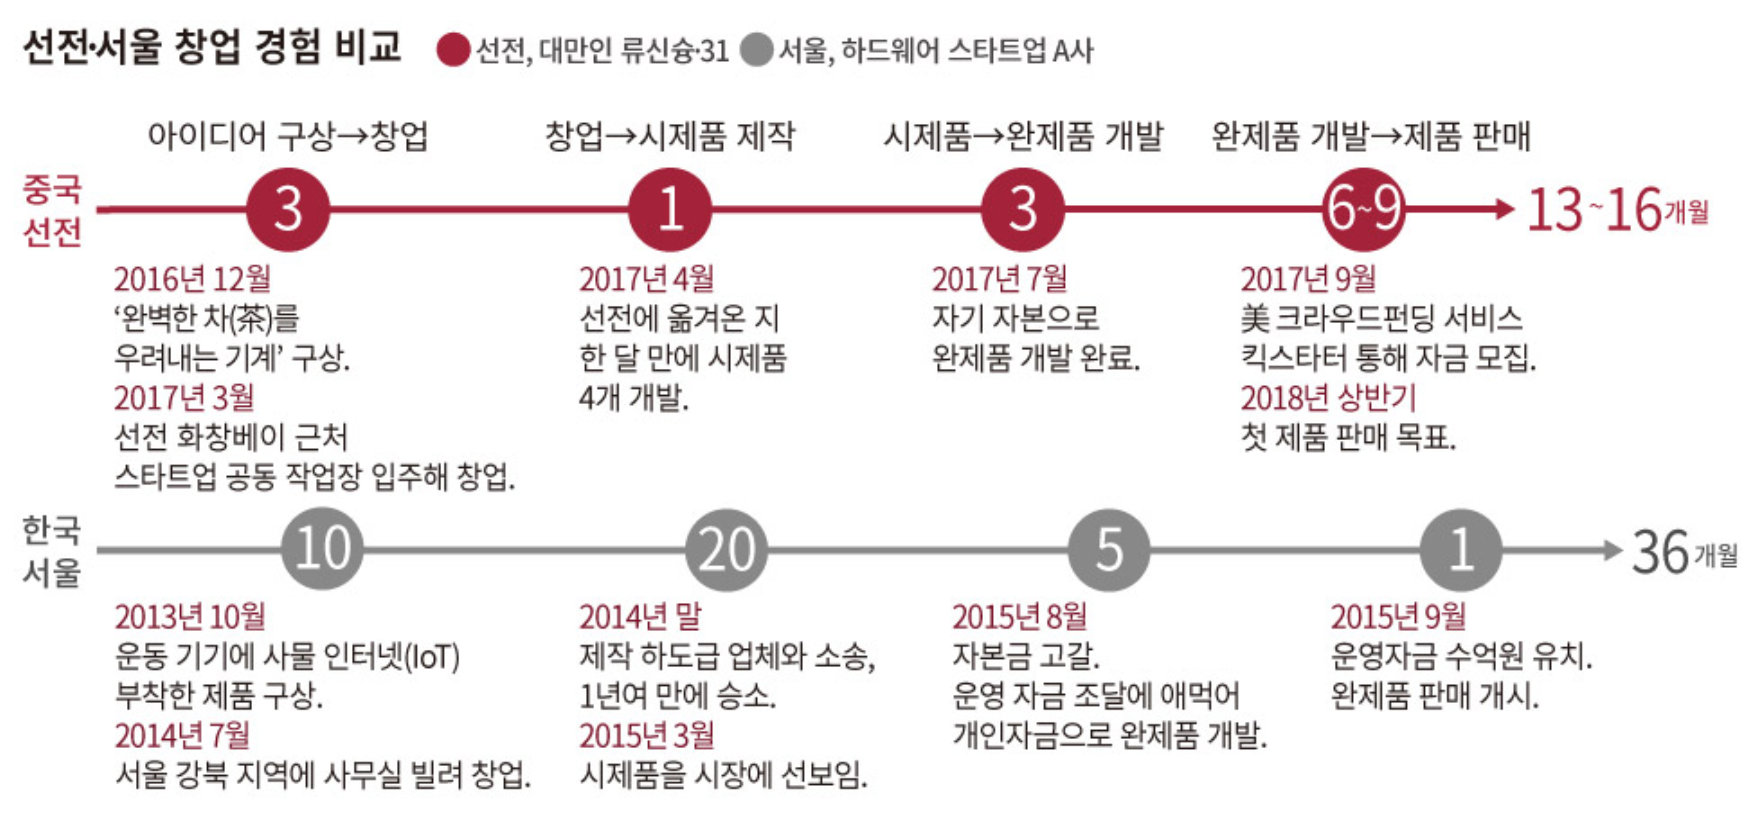 선전·서울 창업 경험 비교
선전, 대만인 류신슝·31
서울, 하드웨어 스타트업 A사
아이디어 구상→창업
창업→시제품 제작
시제품→완제품 개발
완제품 개발→제품 판매
중국
선전
3
1
3
6~9
13~16개월
2016년 12월
‘완벽한 차(茶)를
우려내는 기계’ 구상.
2017년 3월
선전 화창베이 근처
스타트업 공동 작업장 입주해 창업.
2017년 4월
선전에 옮겨온 지
한 달 만에 시제품
4개 개발.
2017년 7월
자기 자본으로
완제품 개발 완료.
2017년 9월
美 크라우드펀딩 서비스
킥스타터 통해 자금 모집.
2018년 상반기
첫 제품 판매 목표.
한국
서울
10
20
5
1
36개월
2013년 10월
운동 기기에 사물 인터넷(IoT)
부착한 제품 구상.
2014년 7월
서울 강북 지역에 사무실 빌려 창업.
2014년 말
제작 하도급 업체와 소송,
1년여 만에 승소.
2015년 3월
시제품을 시장에 선보임.
2015년 8월
자본금 고갈.
운영 자금 조달에 애먹어
개인자금으로 완제품 개발.
2015년 9월
운영자금 수억원 유치.
완제품 판매 개시.